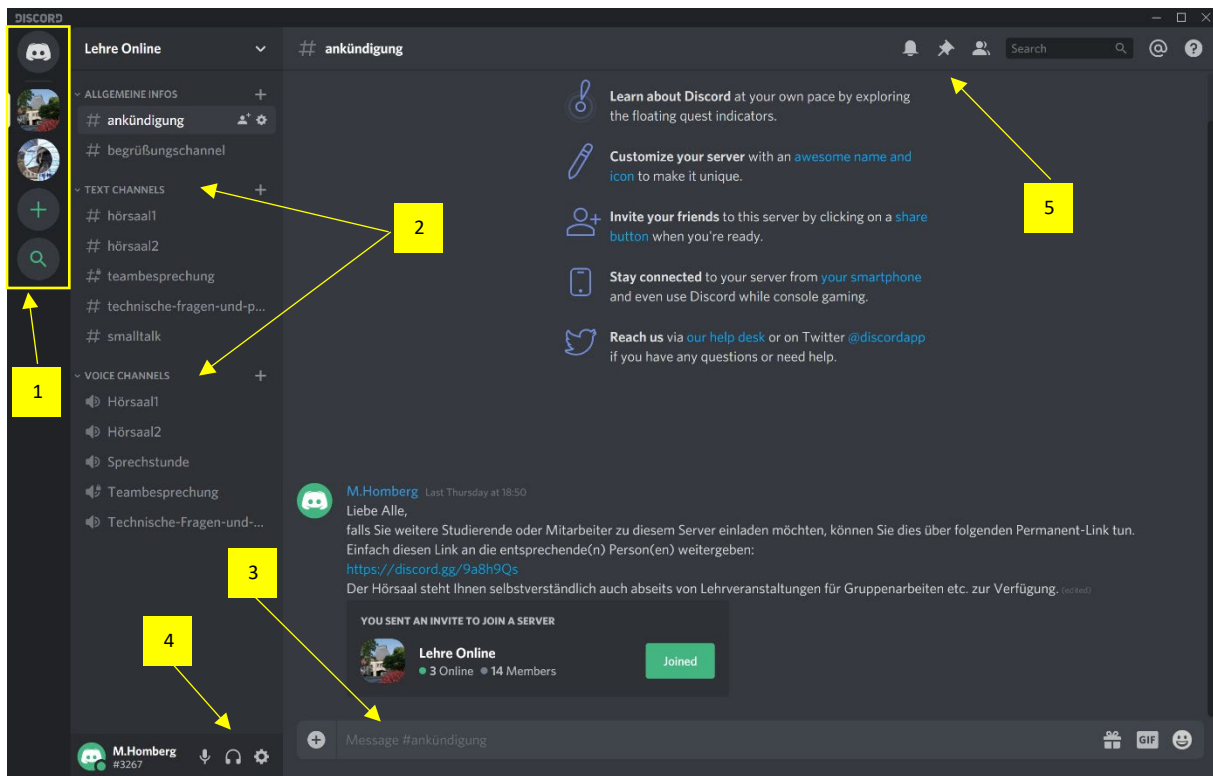 DISCORD
Lehre Online
# ankündigung
Search
ALLGEMEINE INFOS
# ankündigung
# begrüßungschannel
TEXT CHANNELS
# hörsaal1
# hörsaal2
# teambesprechung
# technische-fragen-und-p...
# smalltalk
VOICE CHANNELS
Hörsaal1
Hörsaal2
Sprechstunde
Teambesprechung
Technische-Fragen-und-...
M.Homberg
#3267
1
2
3
4
5
Learn about Discord at your own pace by exploring
the floating quest indicators.
Customize your server with an awesome name and
icon to make it unique.
Invite your friends to this server by clicking on a share
button when you're ready.
Stay connected to your server from your smartphone
and even use Discord while console gaming.
Reach us via our help desk or on Twitter @discordapp
if you have any questions or need help.
M.Homberg Last Thursday at 18:50
Liebe Alle,
falls Sie weitere Studierende oder Mitarbeiter zu diesem Server einladen möchten, können Sie dies über folgenden Permanent-Link tun.
Einfach diesen Link an die entsprechende(n) Person(en) weitergeben:
https://discord.gg/9a8h9Qs
Der Hörsaal steht Ihnen selbstverständlich auch abseits von Lehrveranstaltungen für Gruppenarbeiten etc. zur Verfügung. (edited)
YOU SENT AN INVITE TO JOIN A SERVER
Lehre Online
3 Online 14 Members
Joined
Message #ankündigung
GIF